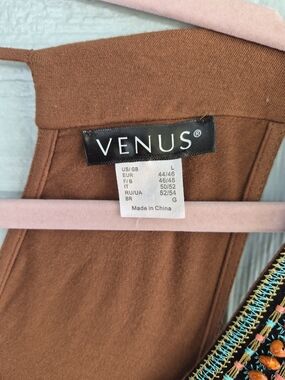 VENUS®
US/GB L
EUR 44/46
F/B 46/48
IT 50/52
RU/UA 52/54
BR G
Made in China